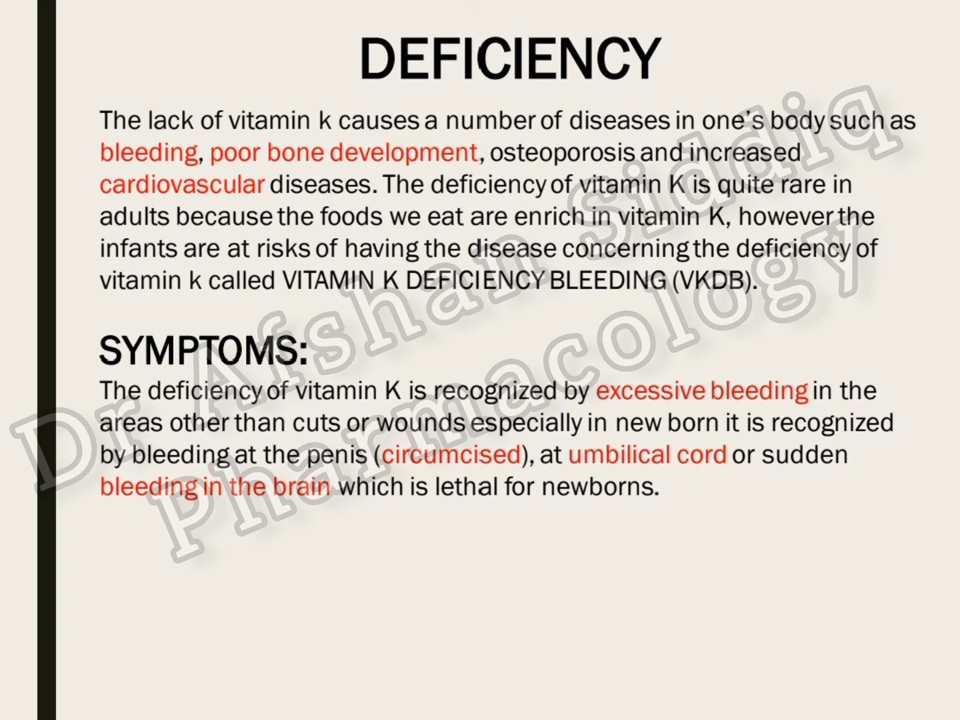 DEFICIENCY
The lack of vitamin k causes a number of diseases in one's body such as
bleeding, poor bone development, osteoporosis and increased
cardiovascular diseases. The deficiency of vitamin K is quite rare in
adults because the foods we eat are enrich in vitamin K, however the
infants are at risks of having the disease concerning the deficiency of
vitamin k called VITAMIN K DEFICIENCY BLEEDING (VKDB).
SYMPTOMS:
The deficiency of vitamin K is recognized by excessive bleeding in the
areas other than cuts or wounds especially in new born it is recognized
by bleeding at the penis (circumcised), at umbilical cord or sudden
bleeding in the brain which is lethal for newborns.
Dr Afshan Siddiq
Pharmacology